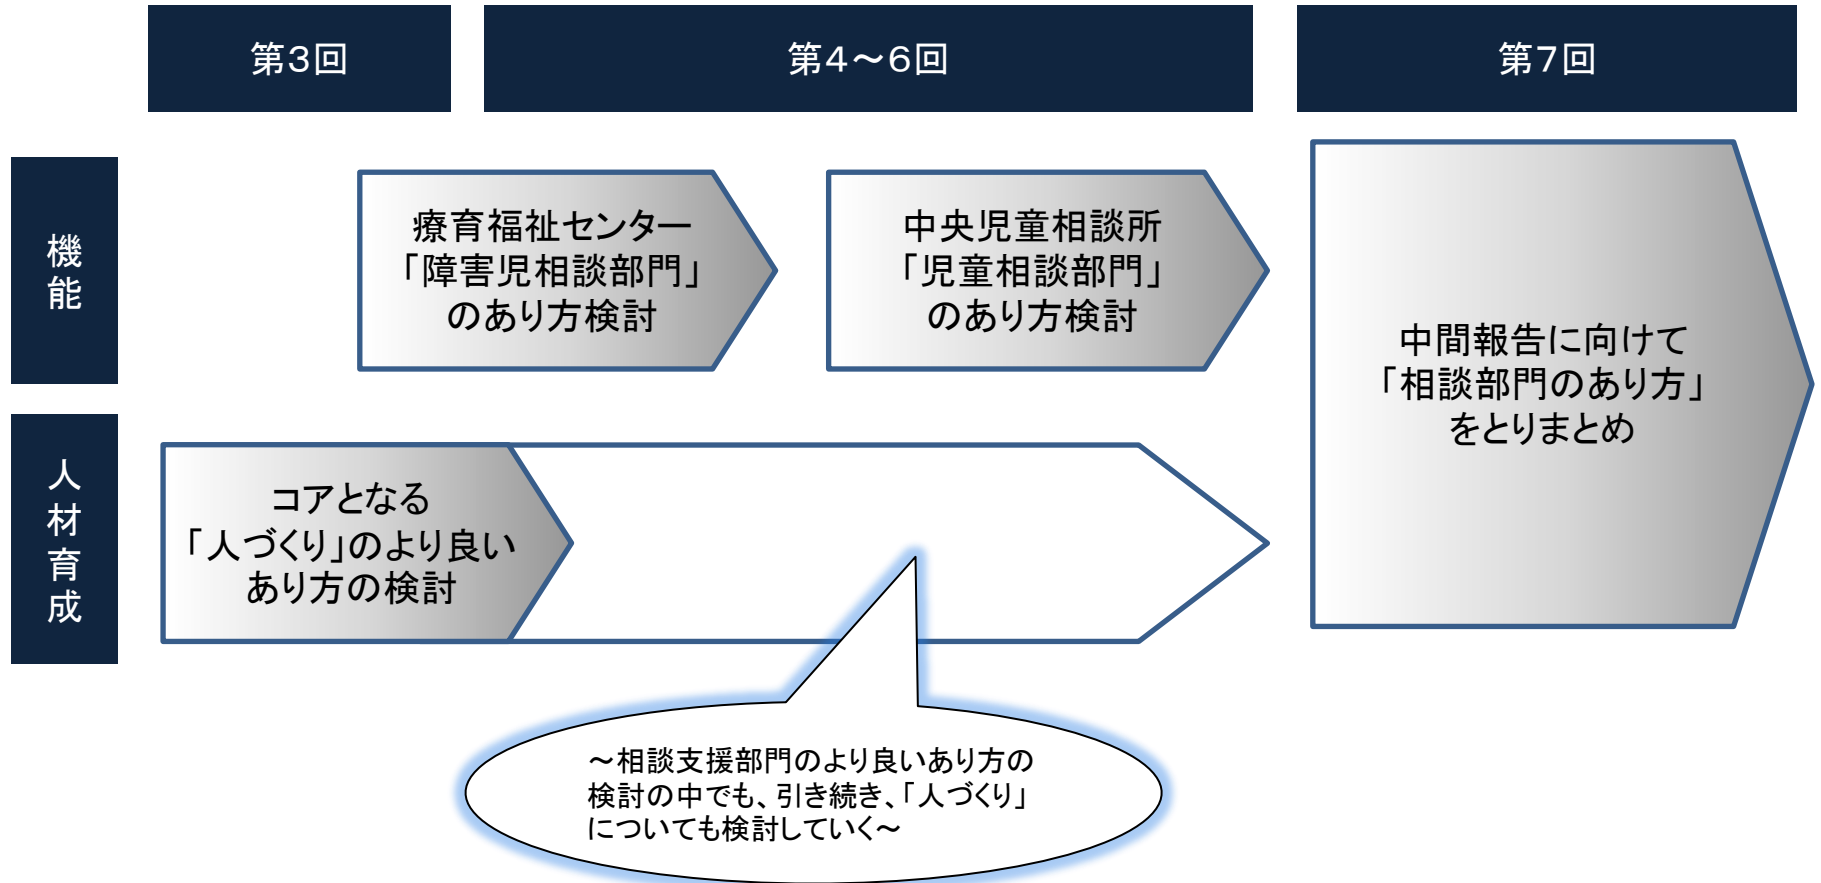 第3回
第4～6回
第7回
機能
療育福祉センター
「障害児相談部門」
のあり方検討
中央児童相談所
「児童相談部門」
のあり方検討
中間報告に向けて
「相談部門のあり方」
をとりまとめ
人材育成
コアとなる
「人づくり」のより良い
あり方の検討
～相談支援部門のより良いあり方の
検討の中でも、引き続き、「人づくり」
についても検討していく～